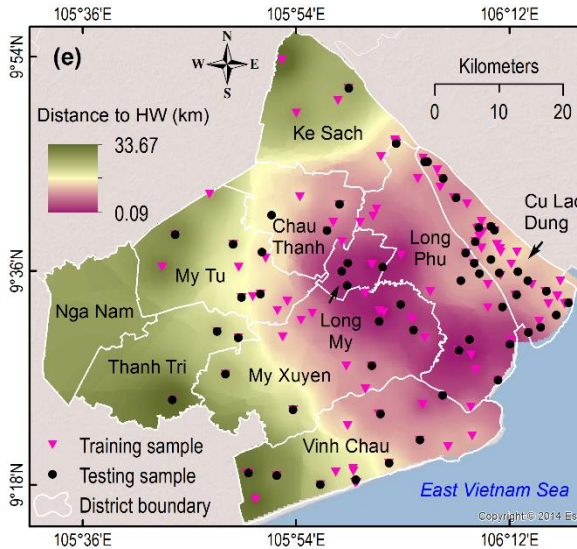 105°36'E
105°54'E
106°12'E
9°54'N
(e)
N
W
E
S
Kilometers
0
10
20
Distance to HW (km)
33.67
0.09
Ke Sach
Cu Lao
Dung
Chau
Thanh
Long
Phu
My Tu
9°36'N
Nga Nam
Long
My
Thanh Tri
My Xuyen
Training sample
Testing sample
District boundary
Vinh Chau
9°18'N
East Vietnam Sea
Copyright:© 2014 Es
105°36'E
105°54'E
106°12'E